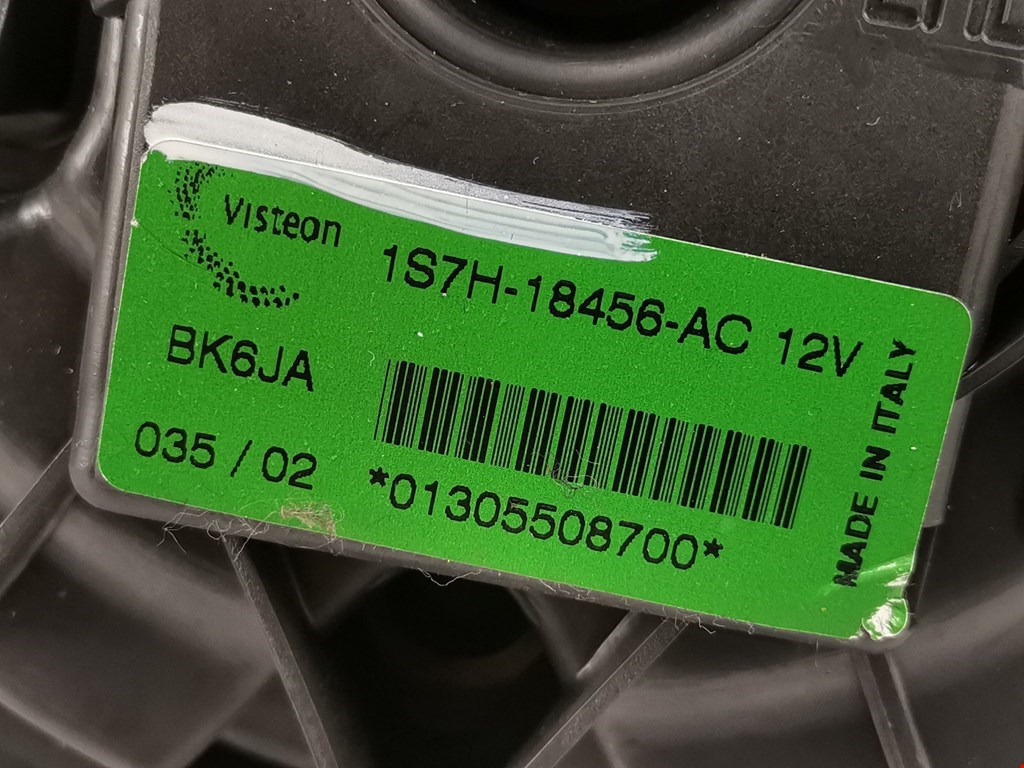 Visteon
1S7H-18456-AC 12V
BK6JA
035 / 02
*01305508700*
MADE IN ITALY